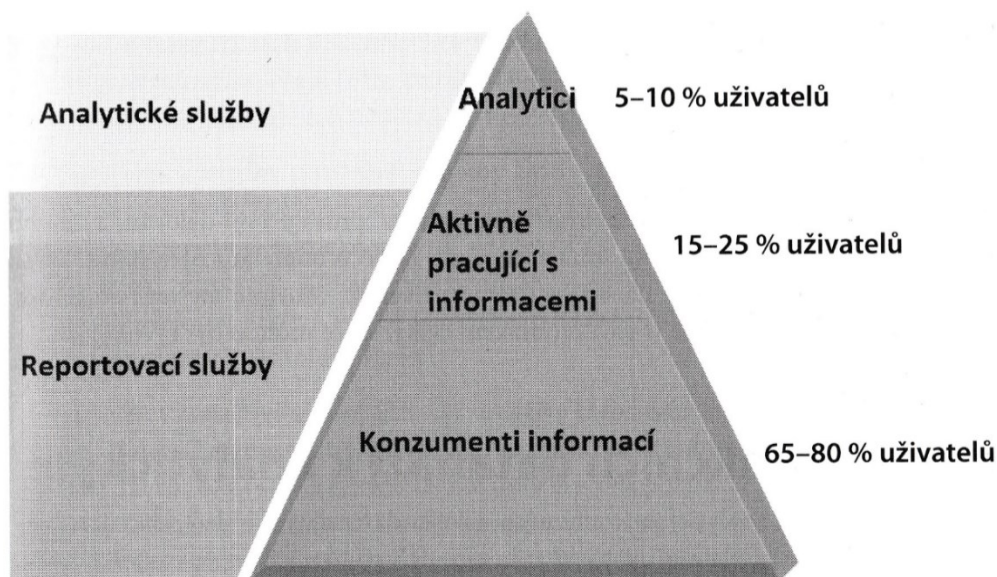 Analytické služby
Analytici
5–10 % uživatelů
Aktivně
pracující s
informacemi
15–25 % uživatelů
Reportovací služby
Konzumenti informací
65–80 % uživatelů